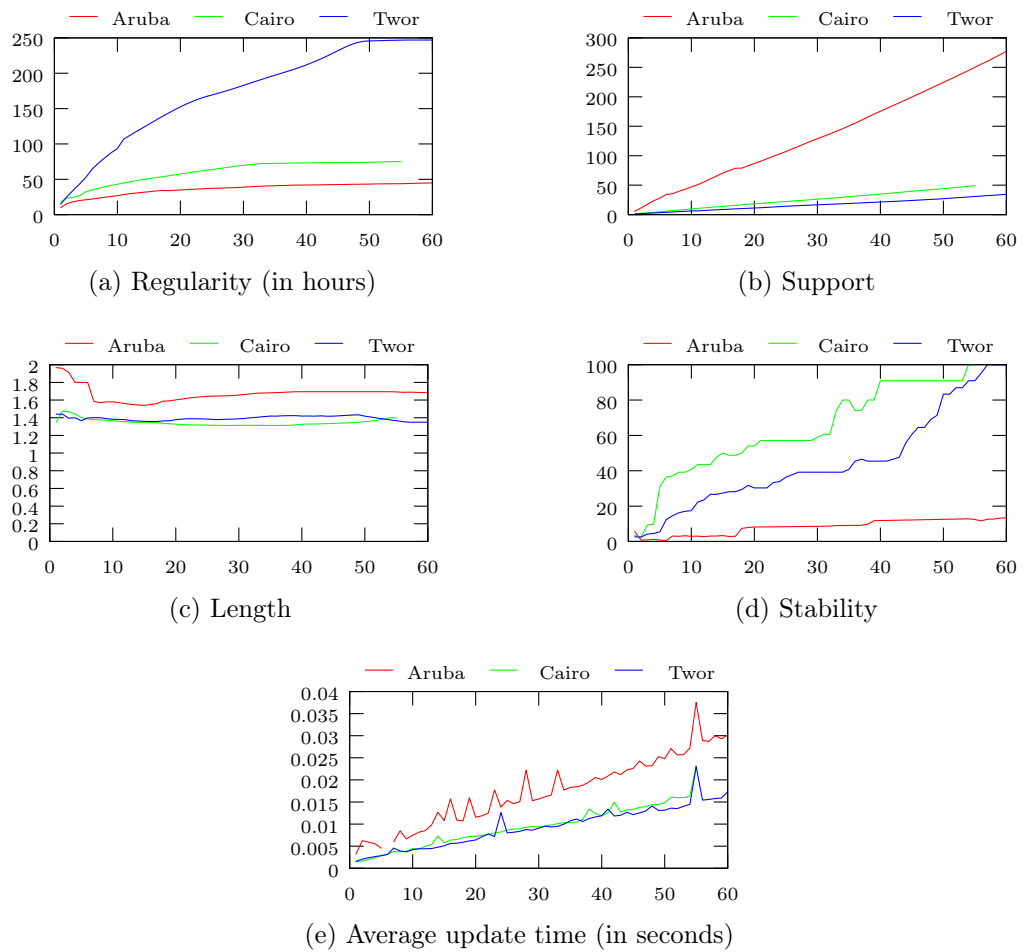 Aruba Cairo Twor
250
200
150
100
50
0
0 10 20 30 40 50 60
(a) Regularity (in hours)
Aruba Cairo Twor
300
250
200
150
100
50
0
0 10 20 30 40 50 60
(b) Support
Aruba Cairo Twor
2
1.8
1.6
1.4
1.2
1
0.8
0.6
0.4
0.2
0
0 10 20 30 40 50 60
(c) Length
Aruba Cairo Twor
100
80
60
40
20
0
0 10 20 30 40 50 60
(d) Stability
Aruba Cairo Twor
0.04
0.035
0.03
0.025
0.02
0.015
0.01
0.005
0
0 10 20 30 40 50 60
(e) Average update time (in seconds)